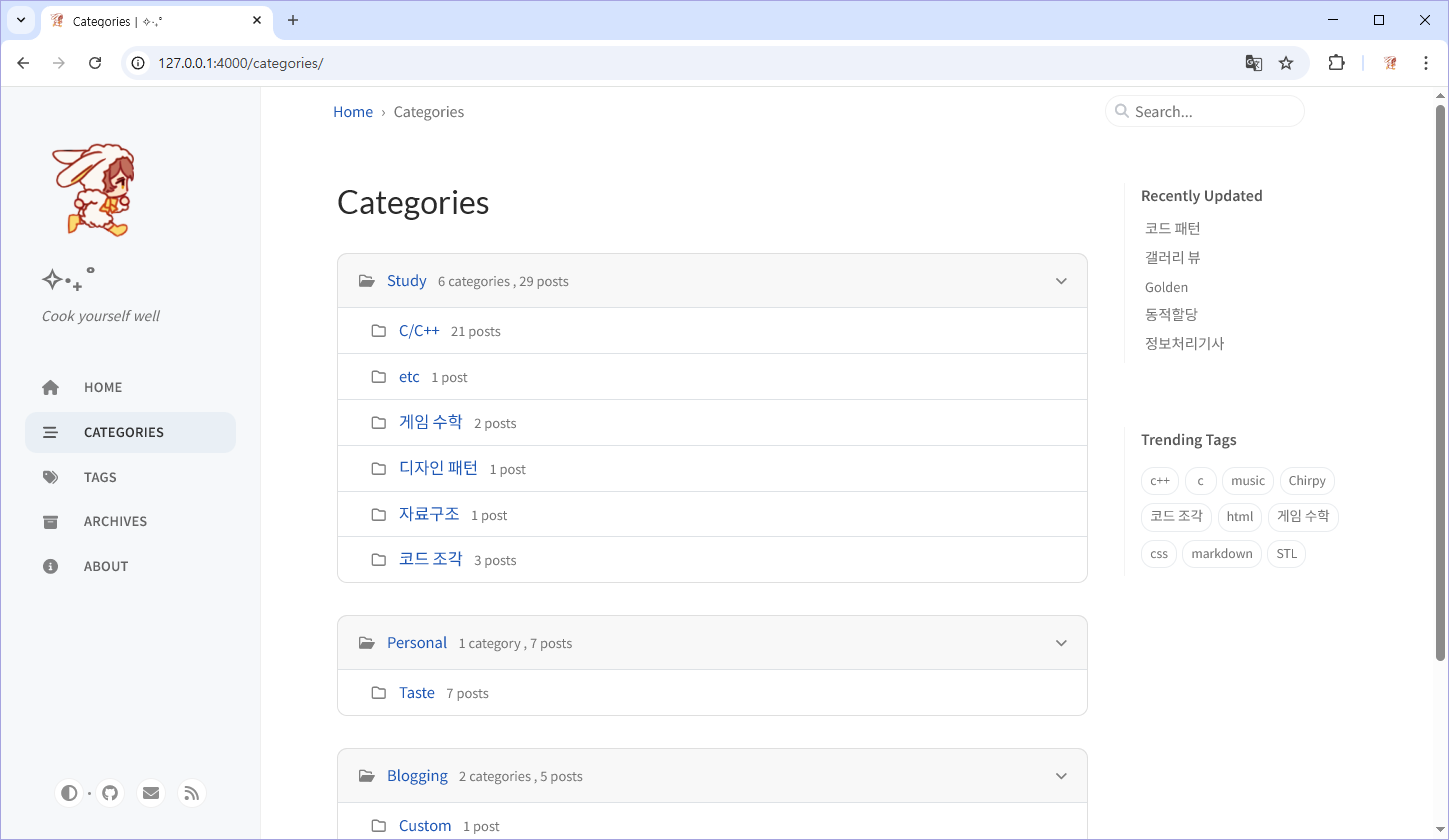 Categories | ✧·˖°
127.0.0.1:4000/categories/
✧·˖°
Cook yourself well
HOME
CATEGORIES
TAGS
ARCHIVES
ABOUT
Home › Categories
Search...
Categories
Study 6 categories , 29 posts
C/C++ 21 posts
etc 1 post
게임 수학 2 posts
디자인 패턴 1 post
자료구조 1 post
코드 조각 3 posts
Personal 1 category , 7 posts
Taste 7 posts
Blogging 2 categories , 5 posts
Custom 1 post
Recently Updated
코드 패턴
갤러리 뷰
Golden
동적할당
정보처리기사
Trending Tags
c++ c music Chirpy
코드 조각 html 게임 수학
css markdown STL